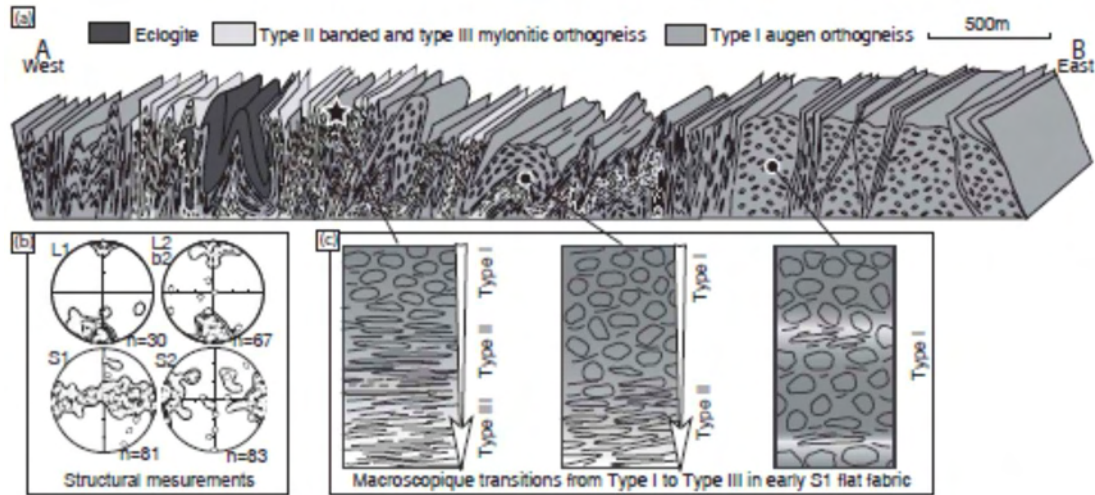 (a)
Eclogite Type II banded and type III mylonitic orthogneiss Type I augen orthogneiss 500m
A
West
B
East
(b)
L1 L2
b2
n=30 n=67
S1 S2
n=81 n=83
Structural mesurements
(c)
Type I
Type II
Type III
Type I
Type II
Type I
Macroscopique transitions from Type I to Type III in early S1 flat fabric